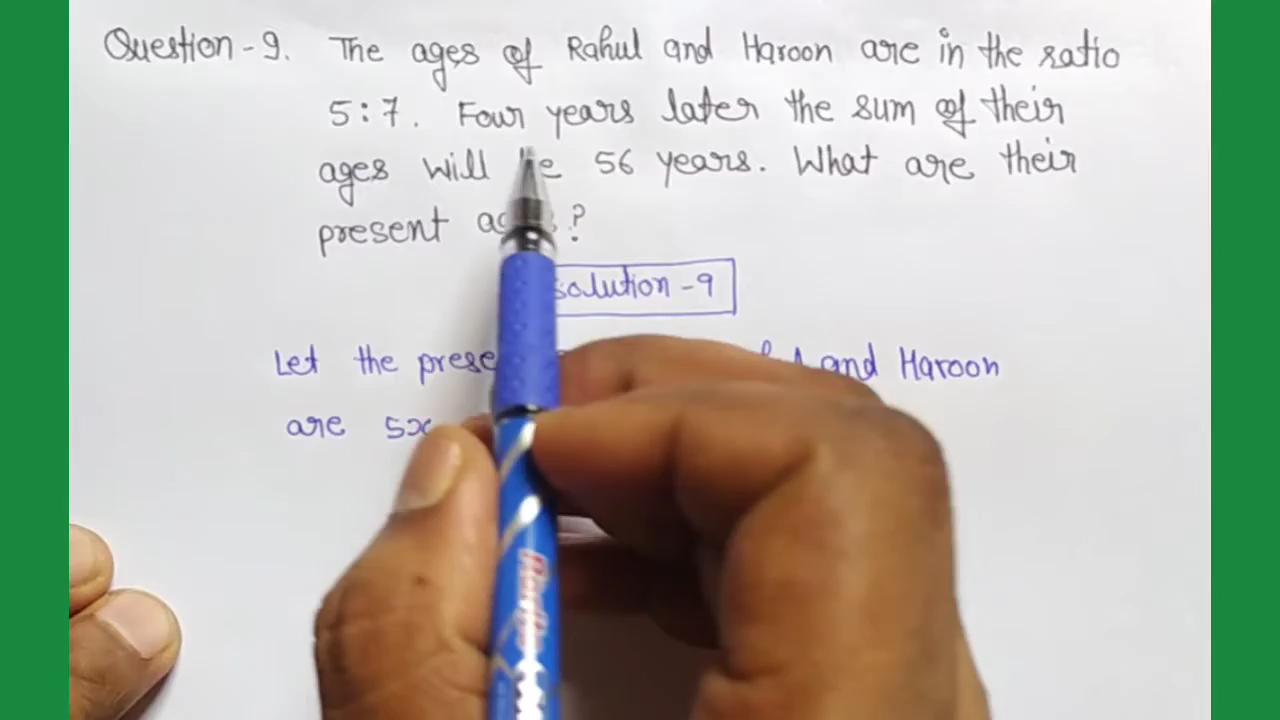 Question-9. The ages of Rahul and Haroon are in the ratio
5:7. Four years later the sum of their
ages will be 56 years. What are their
present ?
solution-9
Let the and Haroon
are 5x